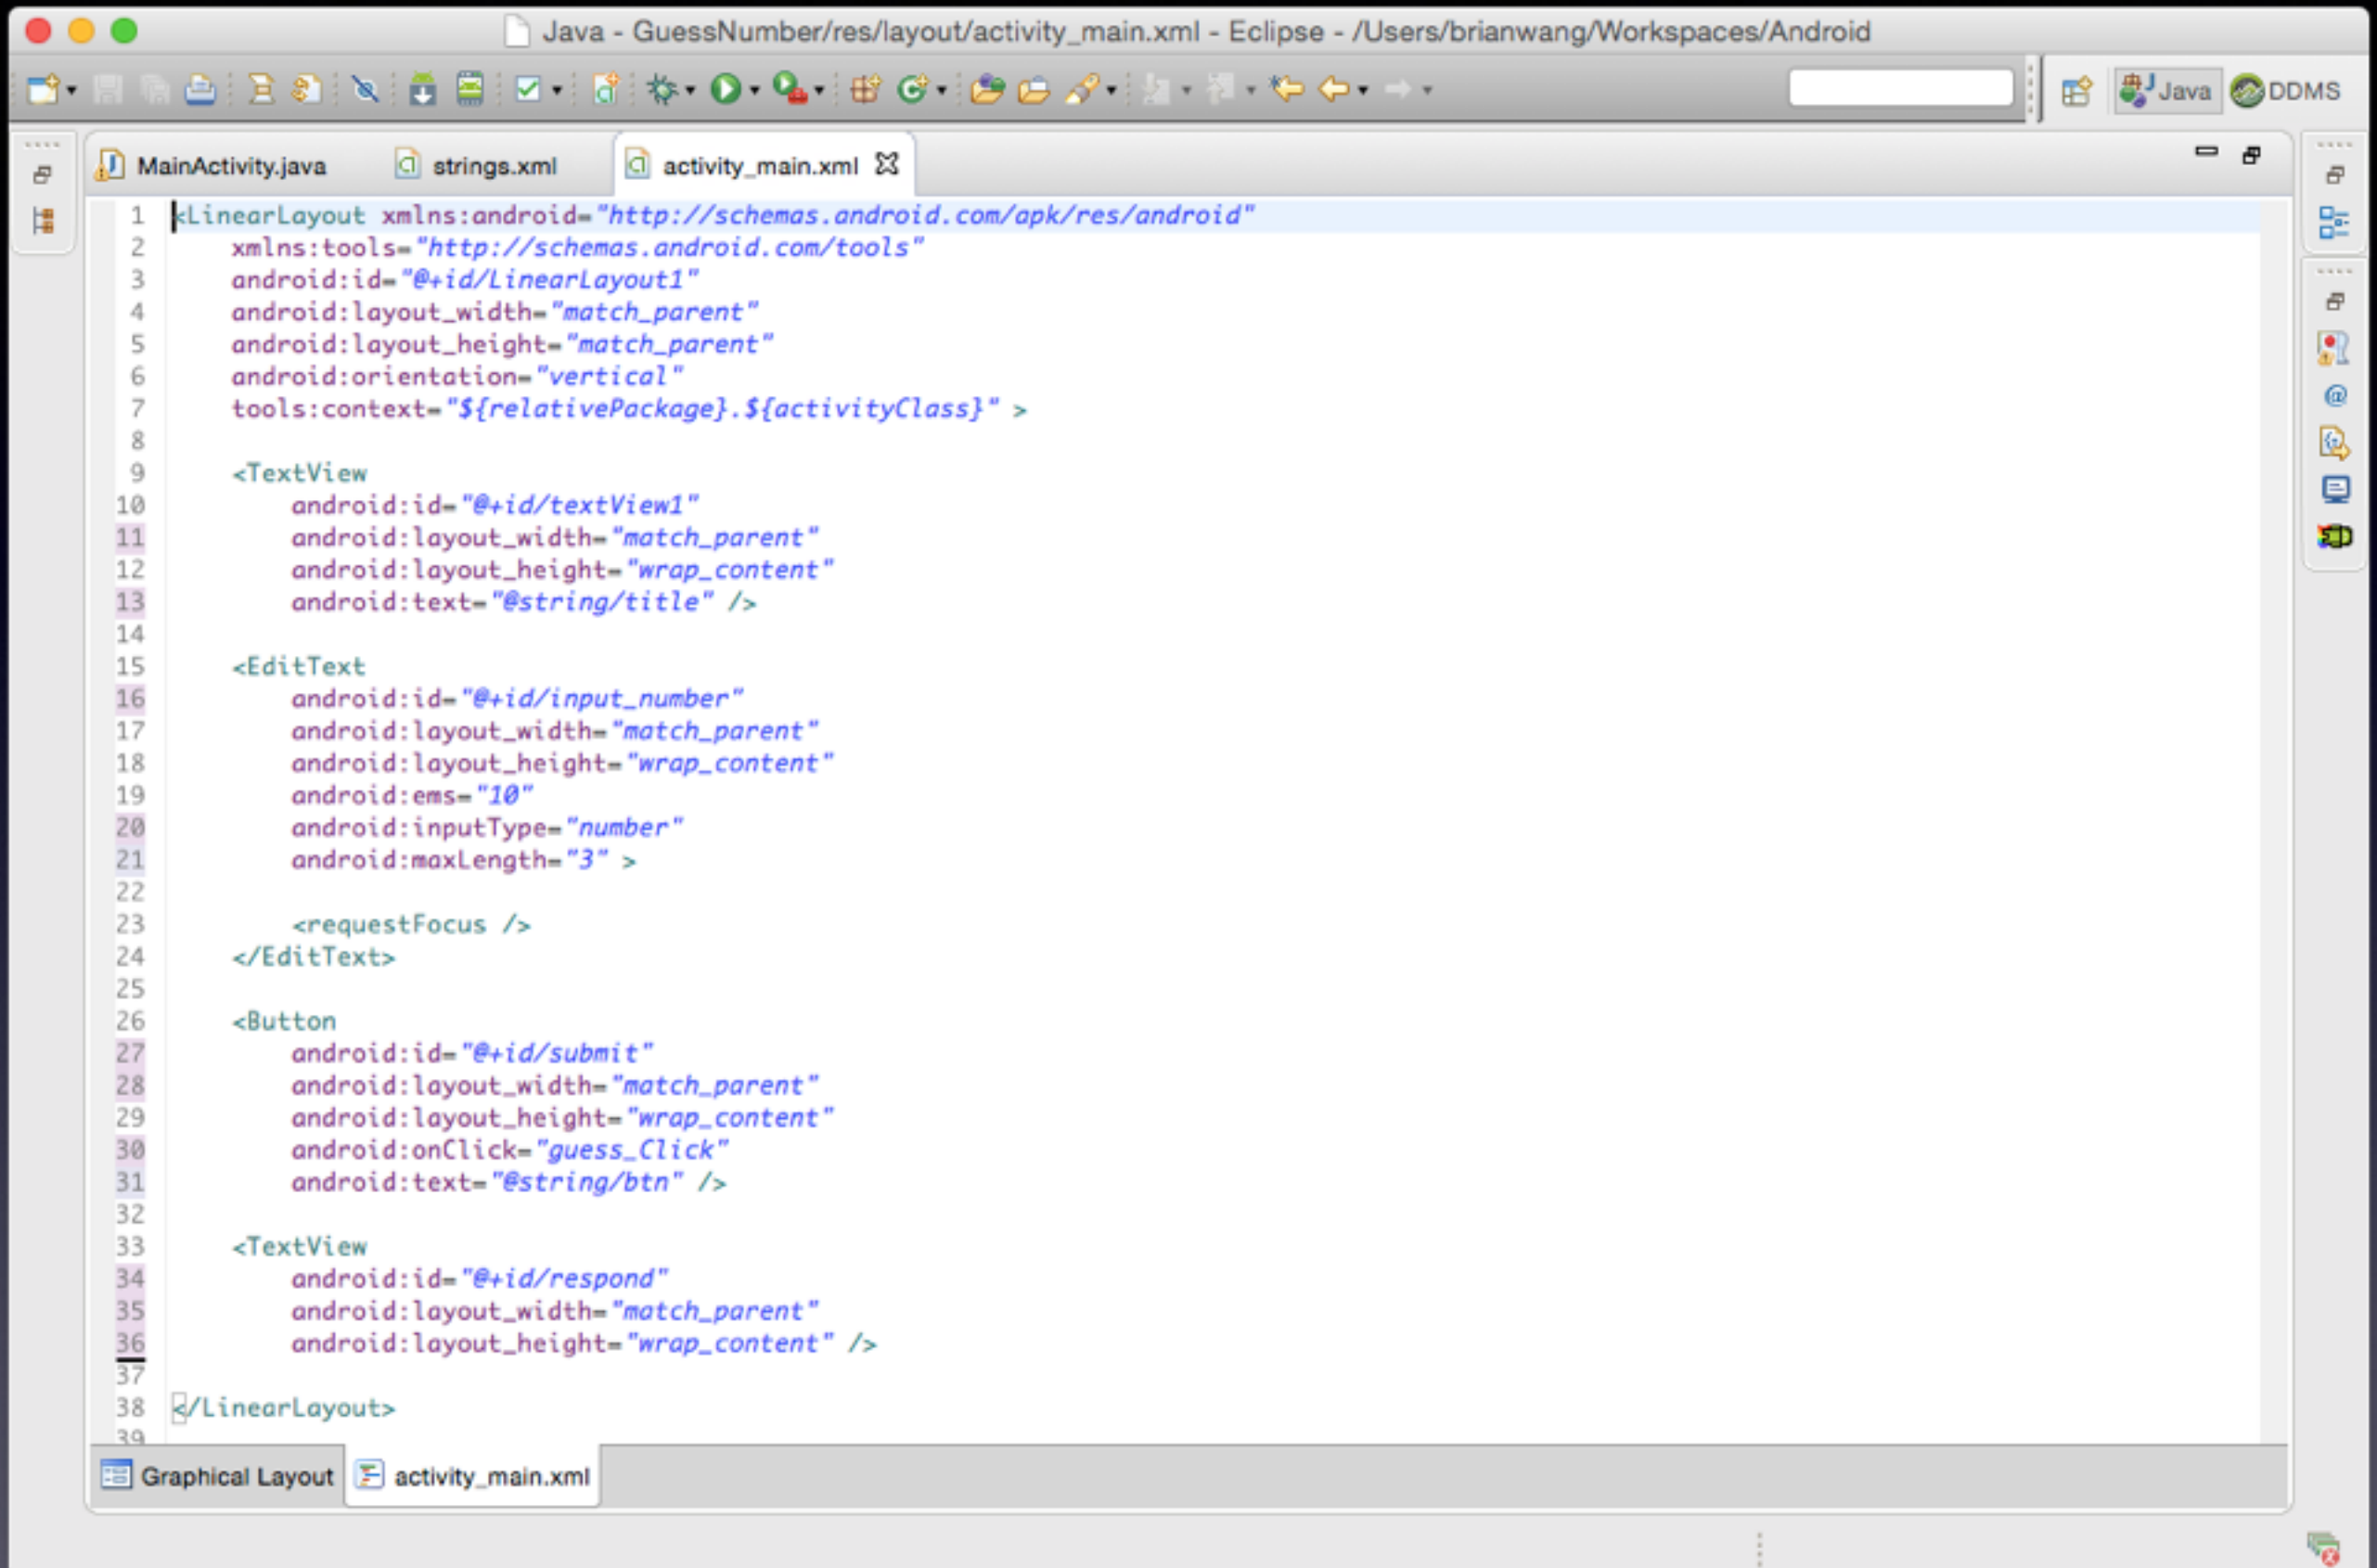 Java - GuessNumber/res/layout/activity_main.xml - Eclipse - /Users/brianwang/Workspaces/Android
Java DDMS
MainActivity.java strings.xml activity_main.xml
1 <LinearLayout xmlns:android="http://schemas.android.com/apk/res/android"
2 xmlns:tools="http://schemas.android.com/tools"
3 android:id="@+id/LinearLayout1"
4 android:layout_width="match_parent"
5 android:layout_height="match_parent"
6 android:orientation="vertical"
7 tools:context="${relativePackage}.${activityClass}" >
8
9 <TextView
10 android:id="@+id/textView1"
11 android:layout_width="match_parent"
12 android:layout_height="wrap_content"
13 android:text="@string/title" />
14
15 <EditText
16 android:id="@+id/input_number"
17 android:layout_width="match_parent"
18 android:layout_height="wrap_content"
19 android:ems="10"
20 android:inputType="number"
21 android:maxLength="3" >
22
23 <requestFocus />
24 </EditText>
25
26 <Button
27 android:id="@+id/submit"
28 android:layout_width="match_parent"
29 android:layout_height="wrap_content"
30 android:onClick="guess_Click"
31 android:text="@string/btn" />
32
33 <TextView
34 android:id="@+id/respond"
35 android:layout_width="match_parent"
36 android:layout_height="wrap_content" />
37
38 </LinearLayout>
39
Graphical Layout activity_main.xml